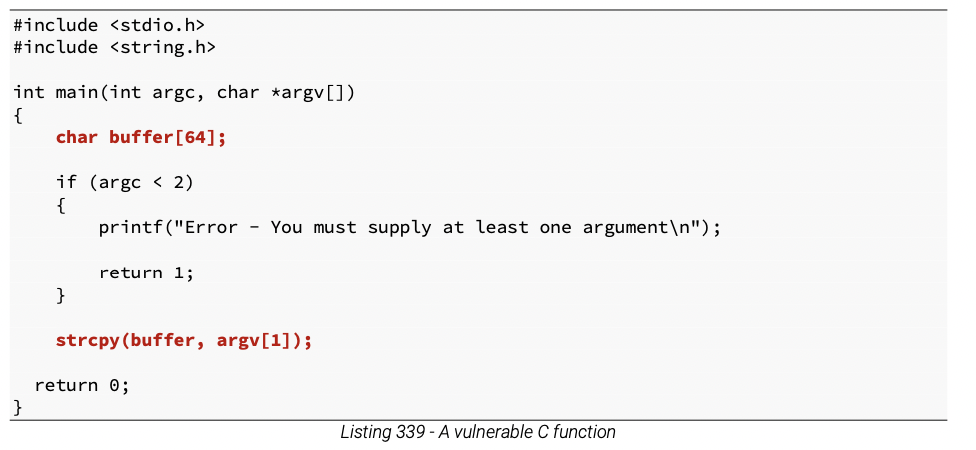 #include <stdio.h>
#include <string.h>
int main(int argc, char *argv[])
{
    char buffer[64];
    if (argc < 2)
    {
        printf("Error - You must supply at least one argument\n");
        return 1;
    }
    strcpy(buffer, argv[1]);
  return 0;
}
Listing 339 - A vulnerable C function